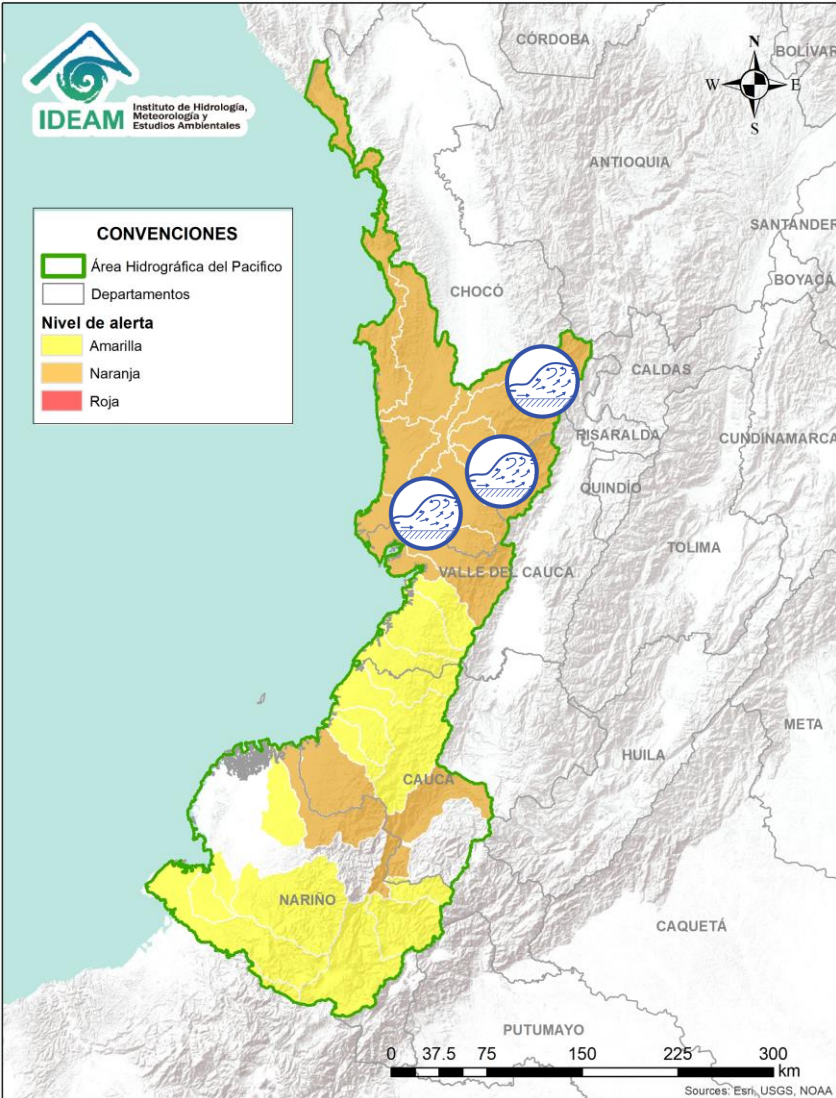 IDEAM
Instituto de Hidrología,
Meteorología y
Estudios Ambientales
CONVENCIONES
Área Hidrográfica del Pacifico
Departamentos
Nivel de alerta
Amarilla
Naranja
Roja
N
W
E
S
CÓRDOBA
BOLÍVAR
ANTIOQUIA
SANTANDER
BOYACÁ
CHOCÓ
CALDAS
RISARALDA
CUNDINAMARCA
QUINDÍO
TOLIMA
VALLE DEL CAUCA
META
HUILA
CAUCA
NARIÑO
CAQUETÁ
PUTUMAYO
0 37.5 75 150 225 300
km
Sources: Esri, USGS, NOAA